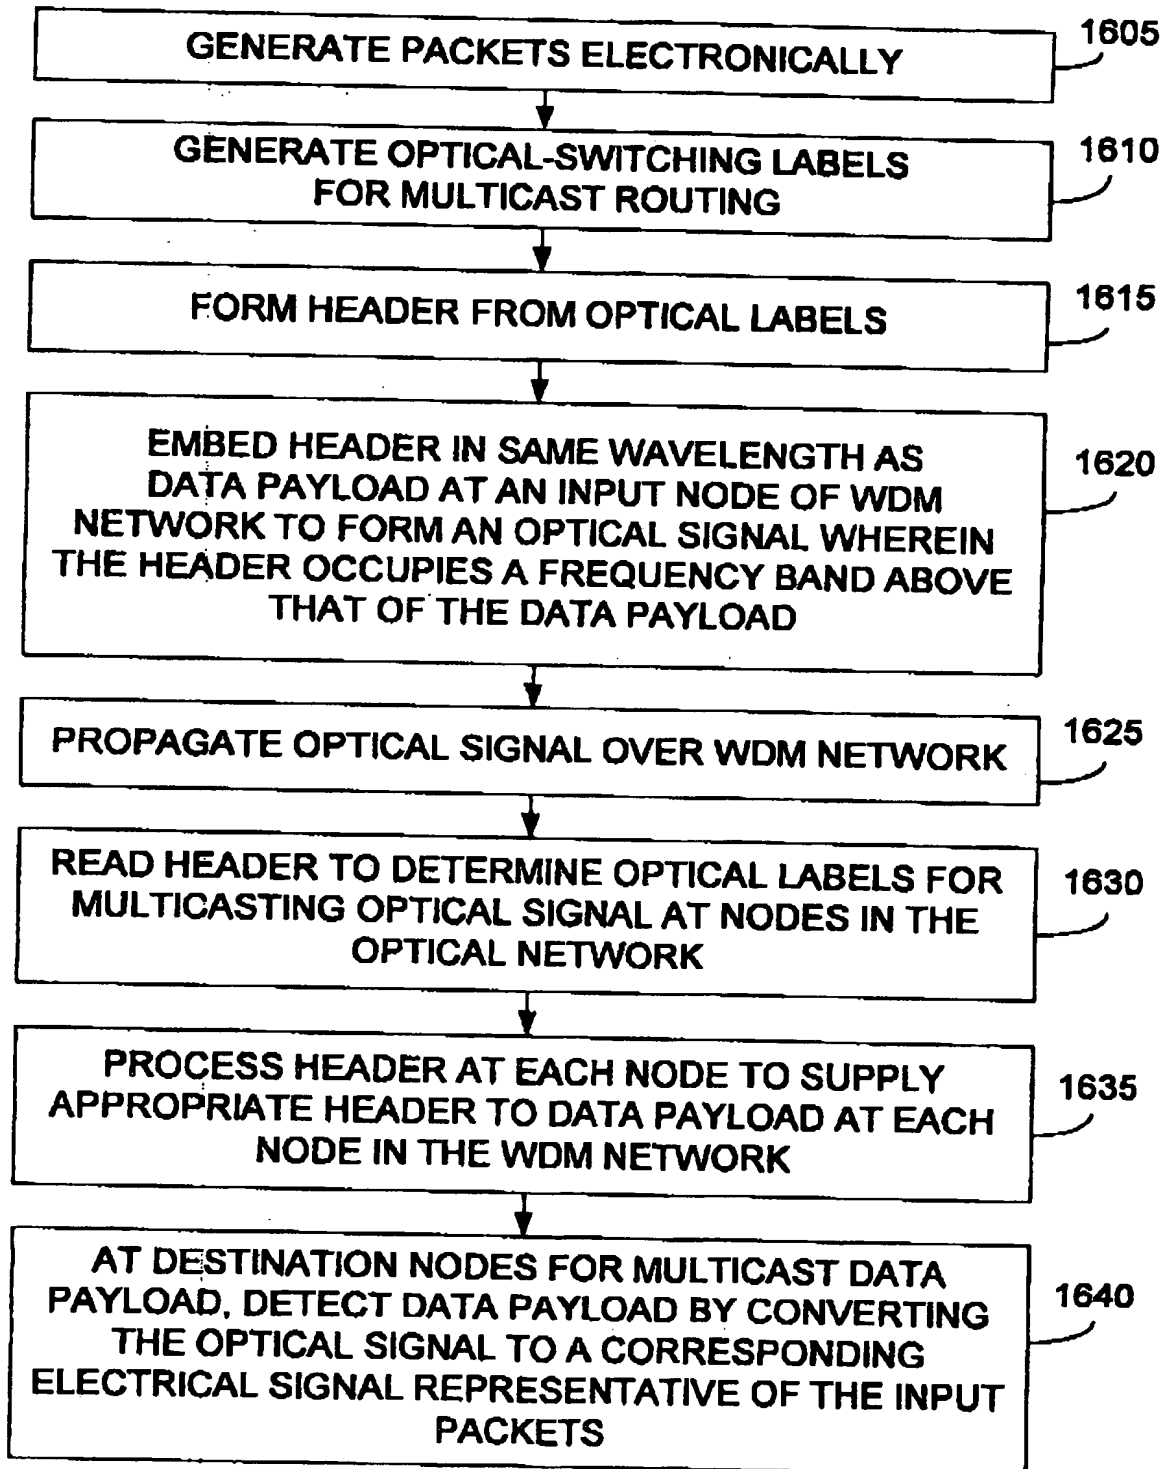 GENERATE PACKETS ELECTRONICALLY
1605
GENERATE OPTICAL-SWITCHING LABELS
FOR MULTICAST ROUTING
1610
FORM HEADER FROM OPTICAL LABELS
1615
EMBED HEADER IN SAME WAVELENGTH AS
DATA PAYLOAD AT AN INPUT NODE OF WDM
NETWORK TO FORM AN OPTICAL SIGNAL WHEREIN
THE HEADER OCCUPIES A FREQUENCY BAND ABOVE
THAT OF THE DATA PAYLOAD
1620
PROPAGATE OPTICAL SIGNAL OVER WDM NETWORK
1625
READ HEADER TO DETERMINE OPTICAL LABELS FOR
MULTICASTING OPTICAL SIGNAL AT NODES IN THE
OPTICAL NETWORK
1630
PROCESS HEADER AT EACH NODE TO SUPPLY
APPROPRIATE HEADER TO DATA PAYLOAD AT EACH
NODE IN THE WDM NETWORK
1635
AT DESTINATION NODES FOR MULTICAST DATA
PAYLOAD, DETECT DATA PAYLOAD BY CONVERTING
THE OPTICAL SIGNAL TO A CORRESPONDING
ELECTRICAL SIGNAL REPRESENTATIVE OF THE INPUT
PACKETS
1640